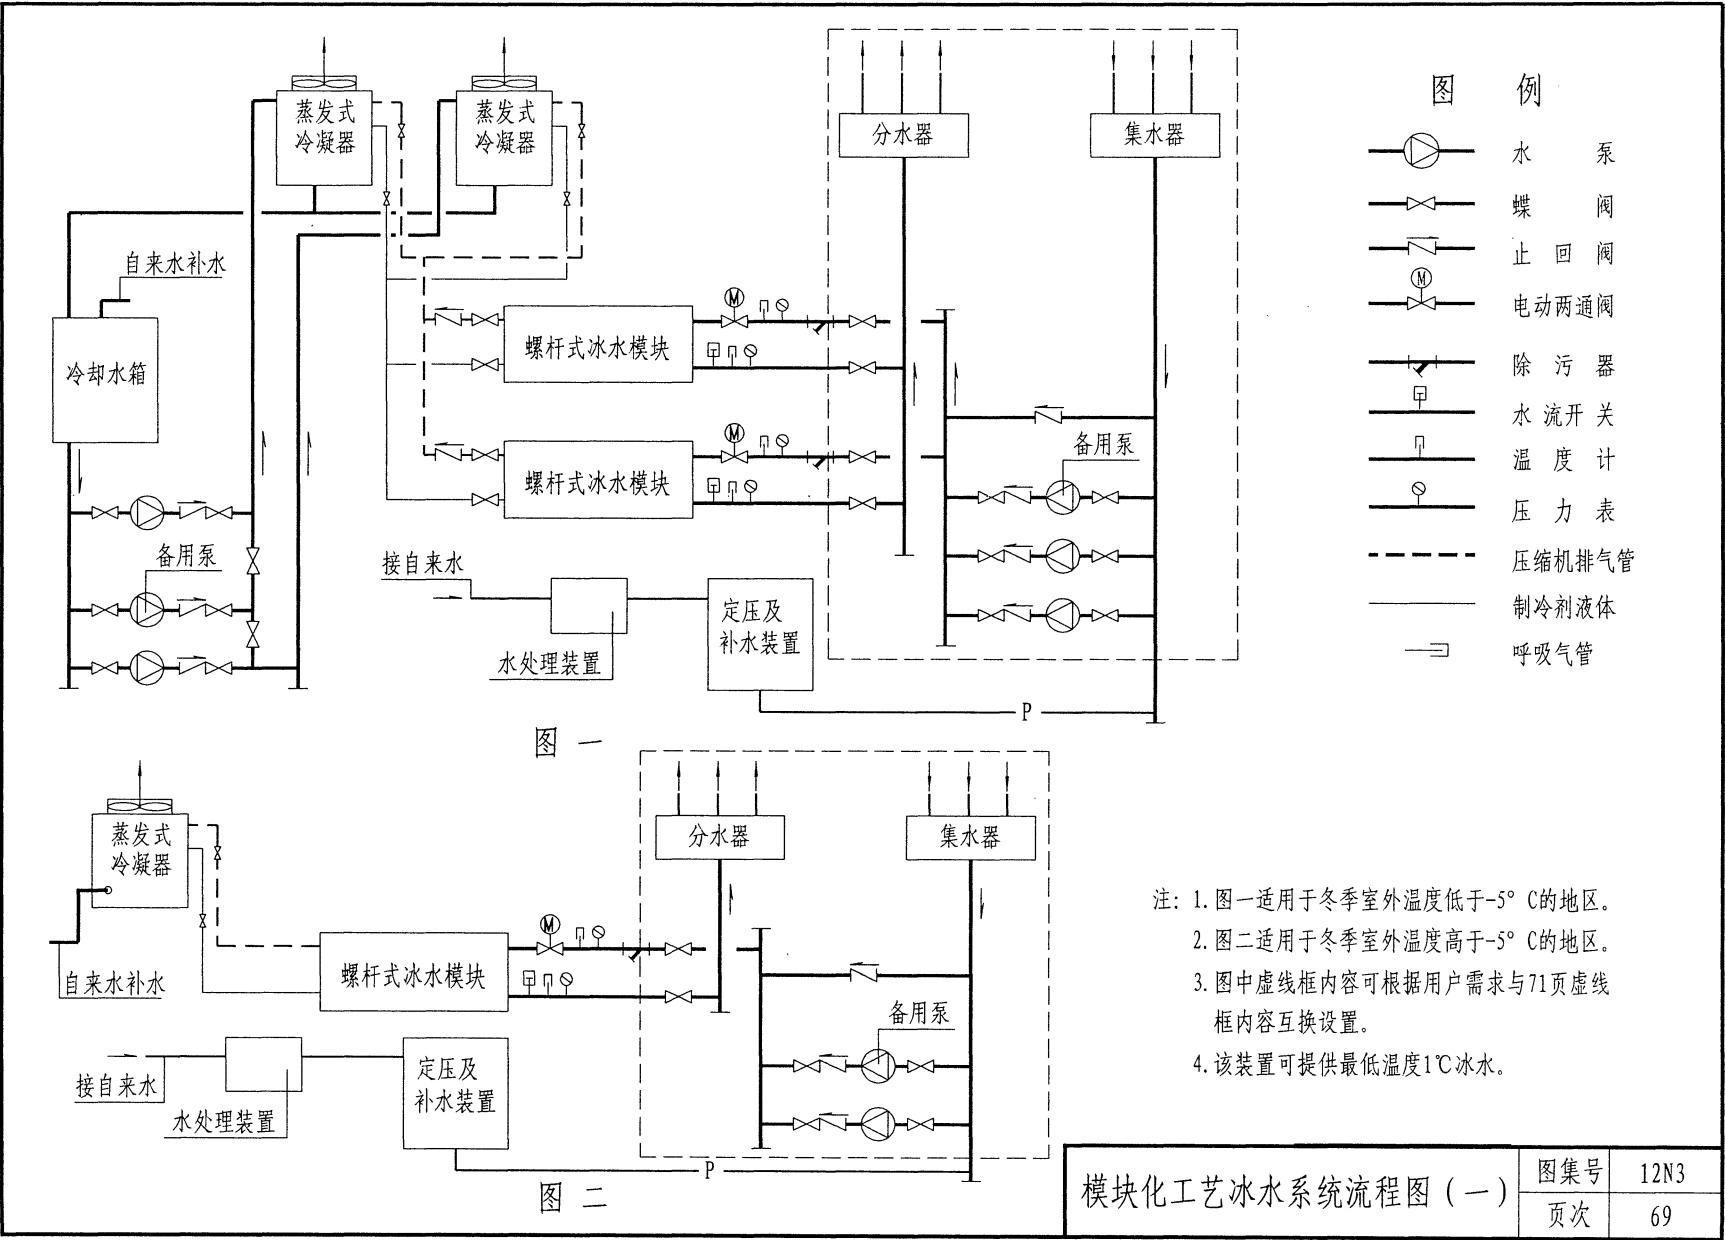 蒸发式
冷凝器
蒸发式
冷凝器
分水器
集水器
自来水补水
冷却水箱
螺杆式冰水模块
M
螺杆式冰水模块
M
备用泵
备用泵
接自来水
水处理装置
定压及
补水装置
P
图 一
图 例
水 泵
蝶 阀
止 回 阀
M
电动两通阀
除 污 器
水 流 开 关
温 度 计
压 力 表
压缩机排气管
制冷剂液体
呼吸气管
蒸发式
冷凝器
自来水补水
分水器
集水器
螺杆式冰水模块
M
备用泵
接自来水
水处理装置
定压及
补水装置
P
图 二
注: 1.图一适用于冬季室外温度低于-5° C的地区。
2.图二适用于冬季室外温度高于-5° C的地区。
3.图中虚线框内容可根据用户需求与71页虚线
框内容互换设置。
4.该装置可提供最低温度1℃冰水。
模块化工艺冰水系统流程图(一)
图集号 12N3
页次 69